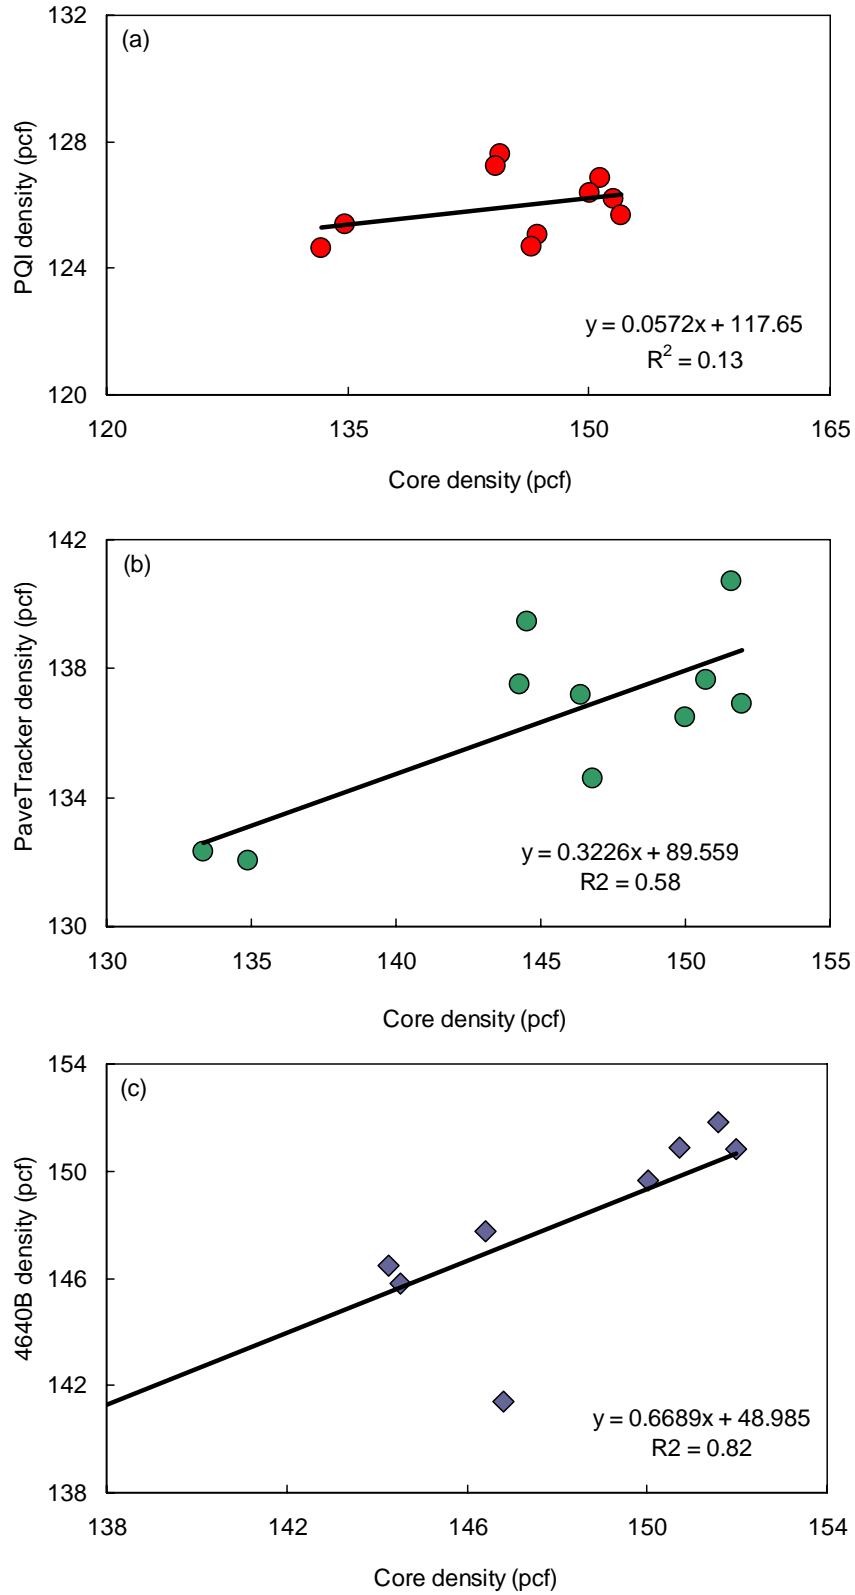 (a)
132
128
124
120
PQI density (pcf)
y = 0.0572x + 117.65
R² = 0.13
120 135 150 165
Core density (pcf)
(b)
142
138
134
130
PaveTracker density (pcf)
y = 0.3226x + 89.559
R2 = 0.58
130 135 140 145 150 155
Core density (pcf)
(c)
154
150
146
142
138
4640B density (pcf)
y = 0.6689x + 48.985
R2 = 0.82
138 142 146 150 154
Core density (pcf)